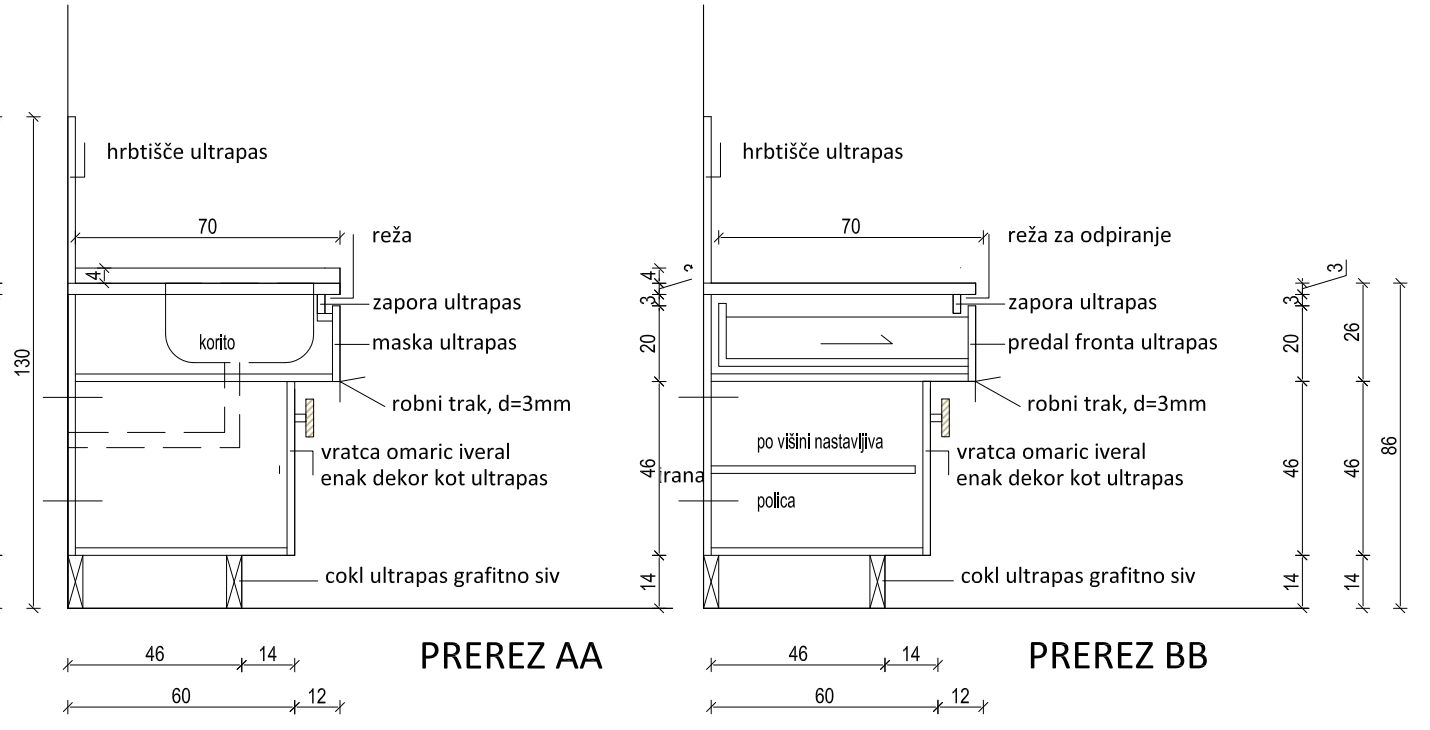 hrbtišče ultrapas
70
reža
4
zapora ultrapas
korito
maska ultrapas
130
robni trak, d=3mm
vratca omaric iveral
enak dekor kot ultrapas
cokl ultrapas grafitno siv
46
14
60
12
PREREZ AA
hrbtišče ultrapas
70
reža za odpiranje
4
3
20
46
14
zapora ultrapas
predal fronta ultrapas
robni trak, d=3mm
po višini nastavljiva
polica
irana
vratca omaric iveral
enak dekor kot ultrapas
cokl ultrapas grafitno siv
3
3
20
46
14
26
46
14
86
46
14
60
12
PREREZ BB